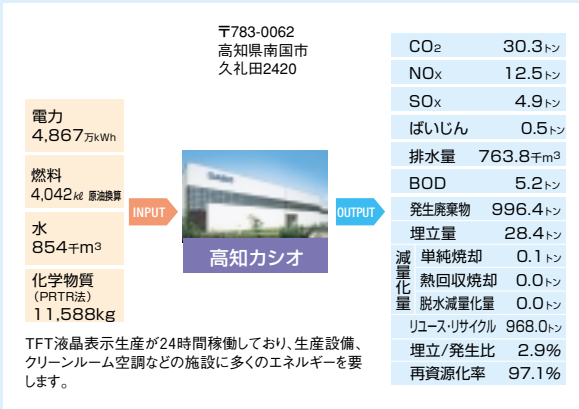 〒783-0062
高知県南国市
久礼田2420
電力
4,867万kWh
燃料
4,042㎘ 原油換算
水
854千m³
化学物質
(PRTR法)
11,588kg
INPUT
CASIO
高知カシオ
OUTPUT
CO₂ 30.3トン
NOx 12.5トン
SOx 4.9トン
ばいじん 0.5トン
排水量 763.8千m³
BOD 5.2トン
発生廃棄物 996.4トン
埋立量 28.4トン
減量化量
単純焼却 0.1トン
熱回収焼却 0.0トン
脱水減量化量 0.0トン
リユース・リサイクル 968.0トン
埋立/発生比 2.9%
再資源化率 97.1%
TFT液晶表示生産が24時間稼働しており、生産設備、
クリーンルーム空調などの施設に多くのエネルギーを要
します。